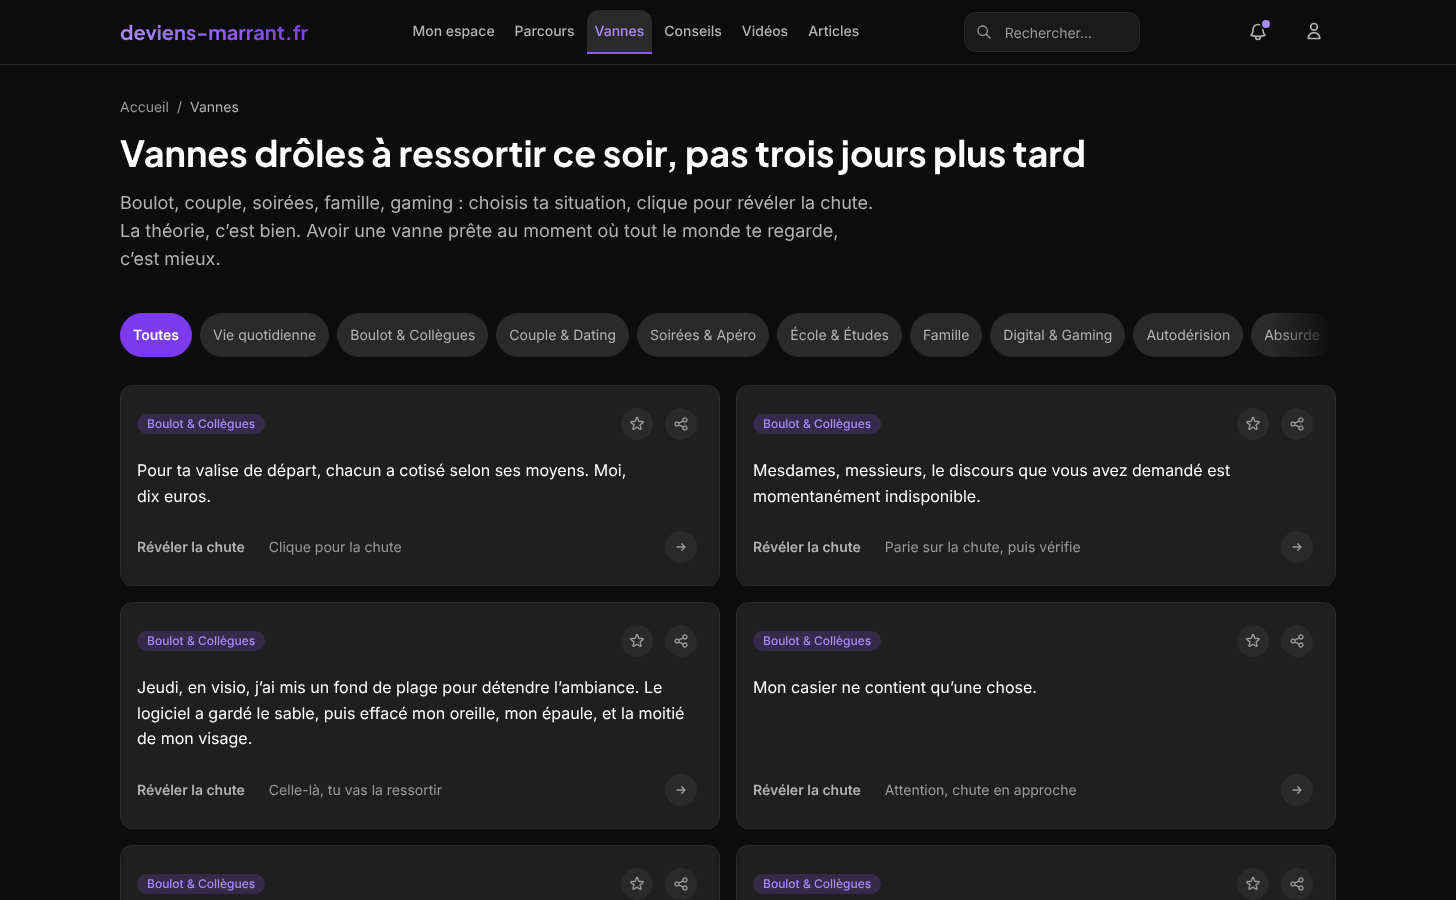 deviens-marrant.fr
Mon espace
Parcours
Vannes
Conseils
Vidéos
Articles
Rechercher...
Accueil / Vannes
Vannes drôles à ressortir ce soir, pas trois jours plus tard
Boulot, couple, soirées, famille, gaming : choisis ta situation, clique pour révéler la chute.
La théorie, c’est bien. Avoir une vanne prête au moment où tout le monde te regarde,
c’est mieux.
Toutes
Vie quotidienne
Boulot & Collègues
Couple & Dating
Soirées & Apéro
École & Études
Famille
Digital & Gaming
Autodérision
Absurde
Boulot & Collègues
Pour ta valise de départ, chacun a cotisé selon ses moyens. Moi,
dix euros.
Révéler la chute
Clique pour la chute
Boulot & Collègues
Mesdames, messieurs, le discours que vous avez demandé est
momentanément indisponible.
Révéler la chute
Parie sur la chute, puis vérifie
Boulot & Collègues
Jeudi, en visio, j’ai mis un fond de plage pour détendre l’ambiance. Le
logiciel a gardé le sable, puis effacé mon oreille, mon épaule, et la moitié
de mon visage.
Révéler la chute
Celle-là, tu vas la ressortir
Boulot & Collègues
Mon casier ne contient qu’une chose.
Révéler la chute
Attention, chute en approche
Boulot & Collègues
Boulot & Collègues